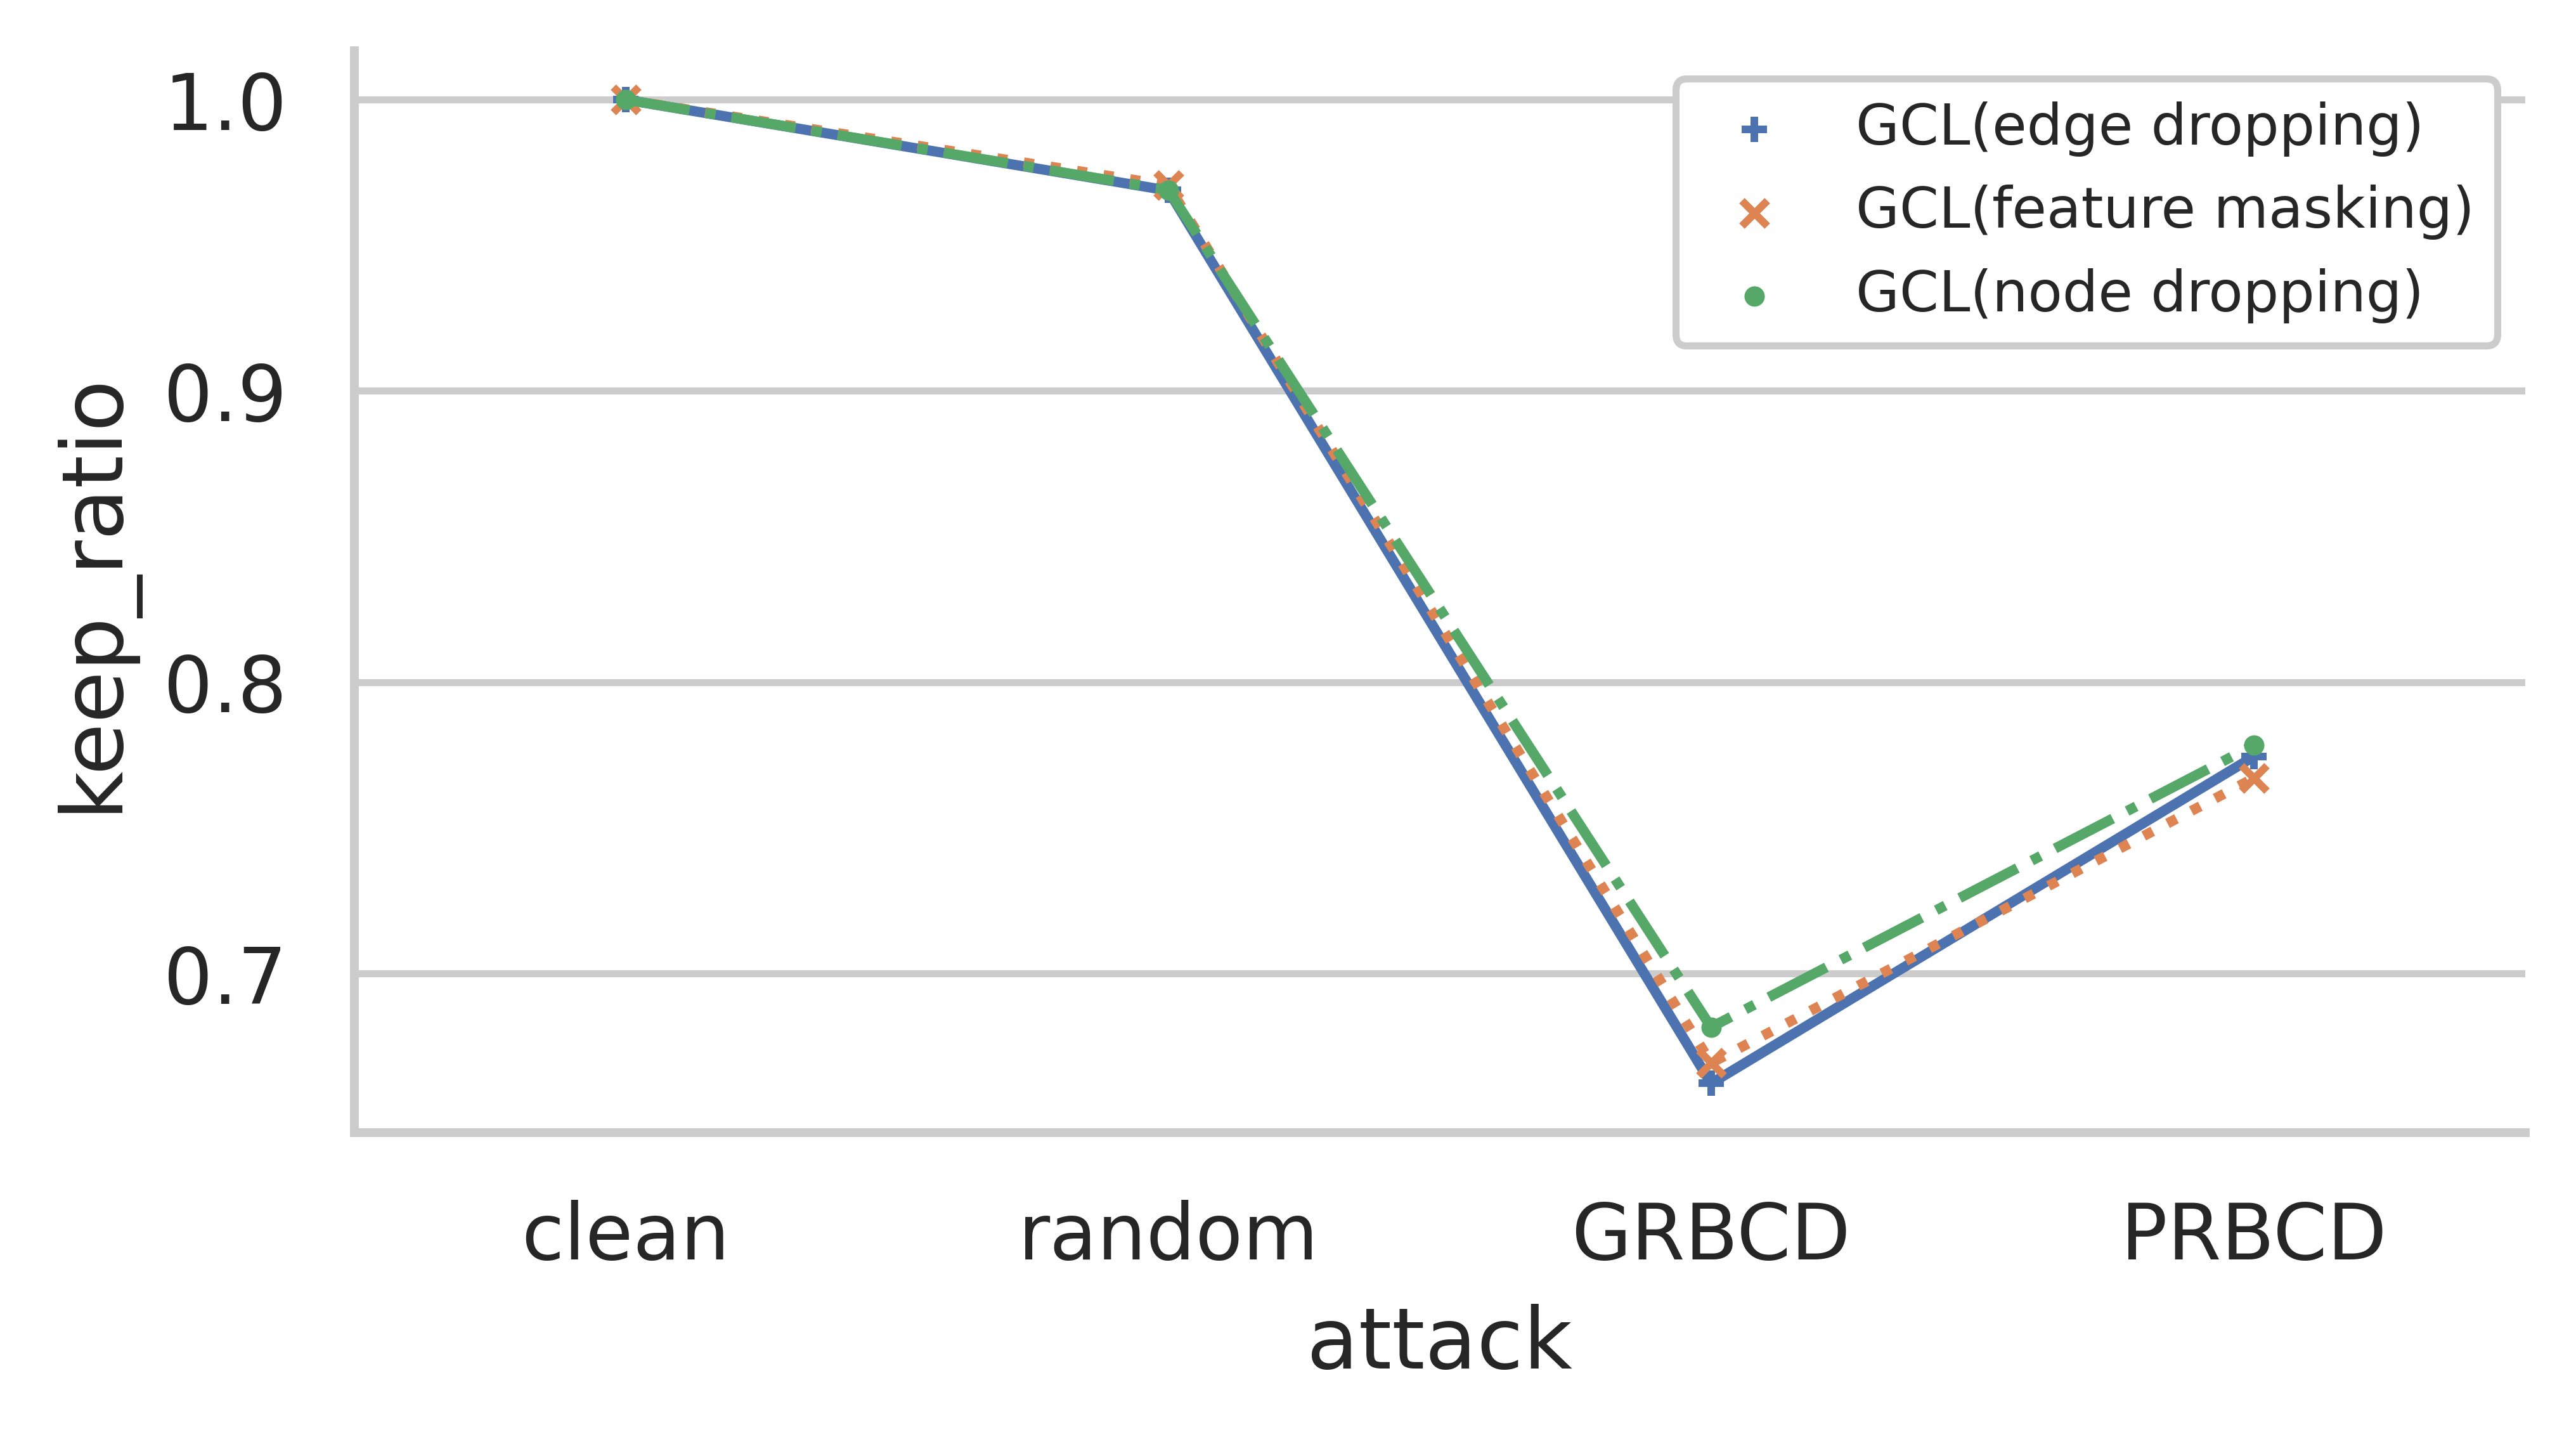 1.0
0.9
0.8
0.7
keep_ratio
GCL(edge dropping)
GCL(feature masking)
GCL(node dropping)
clean random GRBCD PRBCD
attack